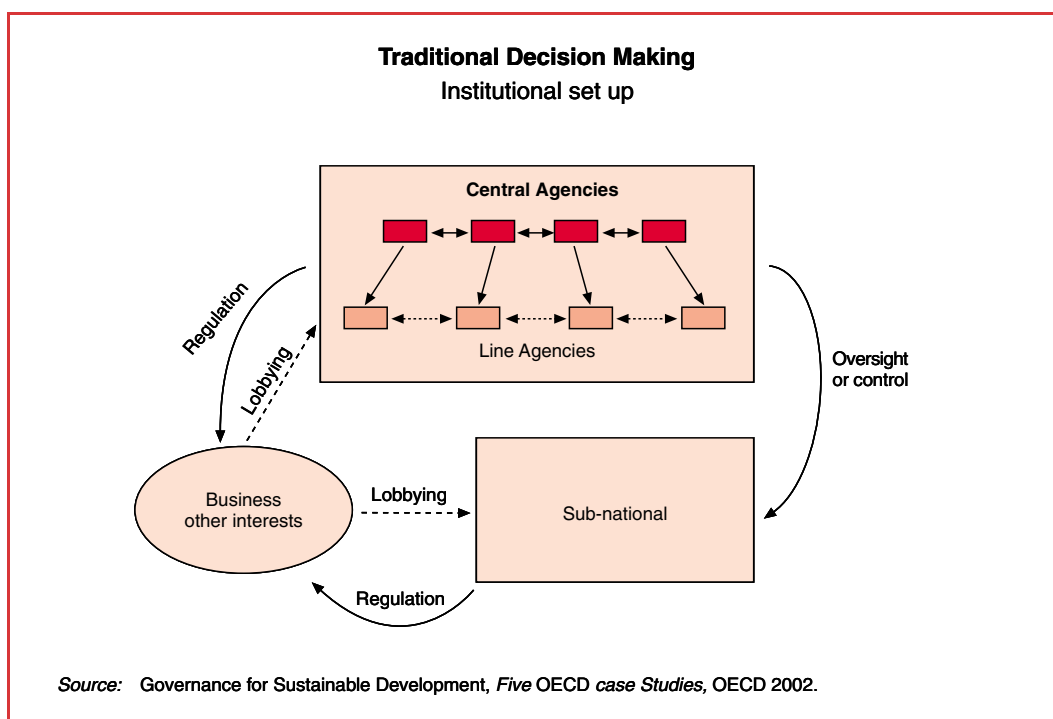 Traditional Decision Making
Institutional set up
Central Agencies
Line Agencies
Regulation
Lobbying
Oversight
or control
Business
other interests
Lobbying
Sub-national
Regulation
Source: Governance for Sustainable Development, Five OECD case Studies, OECD 2002.